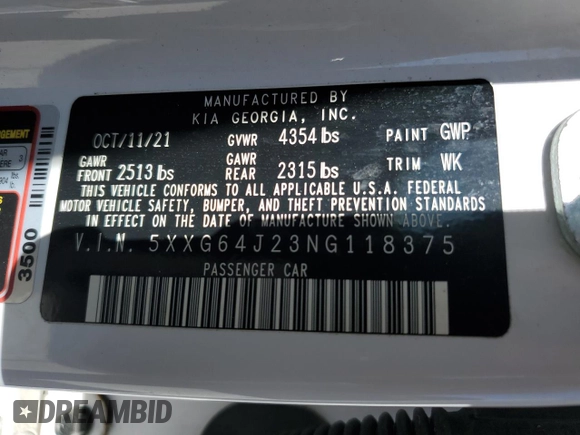 MANUFACTURED BY
KIA GEORGIA, INC.
OCT/11/21 GVWR 4354 lbs PAINT GWP
GAWR FRONT 2513 lbs GAWR REAR 2315 lbs TRIM WK
THIS VEHICLE CONFORMS TO ALL APPLICABLE U.S.A. FEDERAL
MOTOR VEHICLE SAFETY, BUMPER, AND THEFT PREVENTION STANDARDS
IN EFFECT ON THE DATE OF MANUFACTURE SHOWN ABOVE.
V.I.N. 5XXG64J23NG118375
PASSENGER CAR
3500
DREAMBID